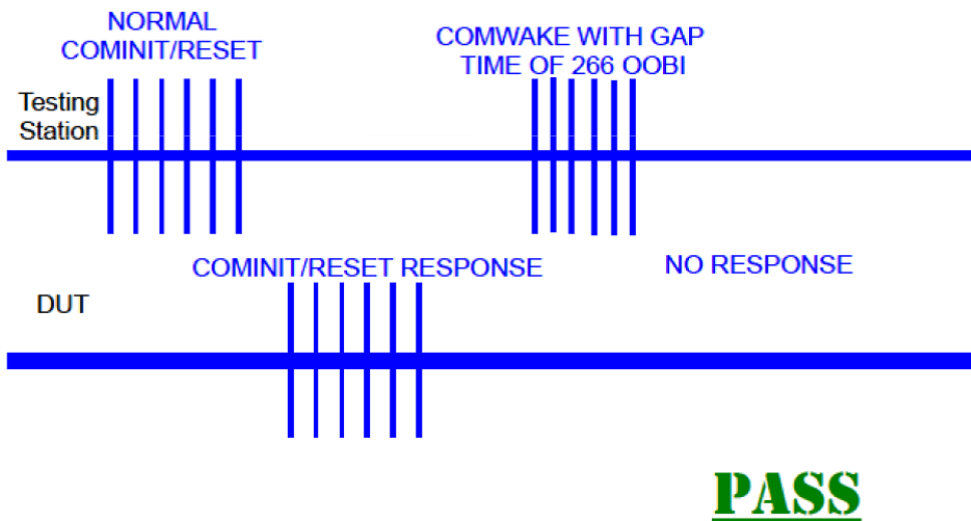 NORMAL
COMINIT/RESET
COMWAKE WITH GAP
TIME OF 266 OOBI
Testing
Station
COMINIT/RESET RESPONSE
NO RESPONSE
DUT
PASS